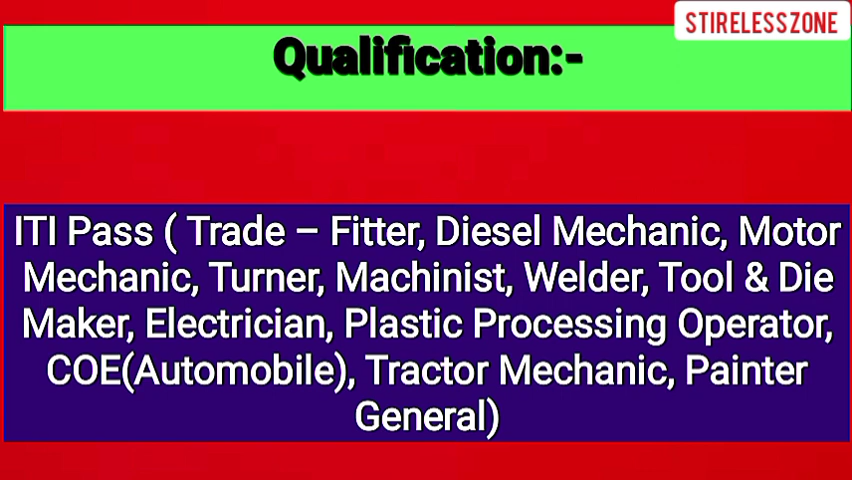 STIRELESSZONE
Qualification:-
ITI Pass ( Trade – Fitter, Diesel Mechanic, Motor
Mechanic, Turner, Machinist, Welder, Tool & Die
Maker, Electrician, Plastic Processing Operator,
COE(Automobile), Tractor Mechanic, Painter
General)